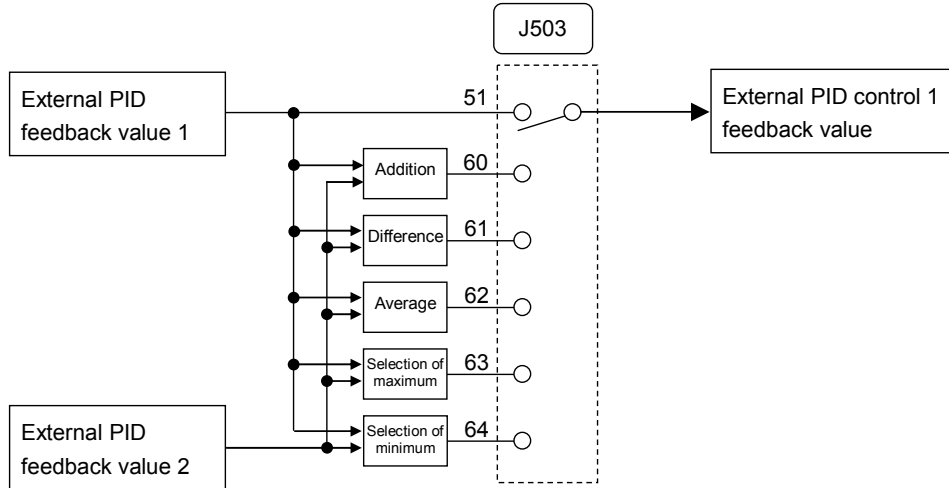 J503
External PID
feedback value 1
51
External PID control 1
feedback value
Addition
60
Difference
61
Average
62
Selection of
maximum
63
External PID
feedback value 2
Selection of
minimum
64